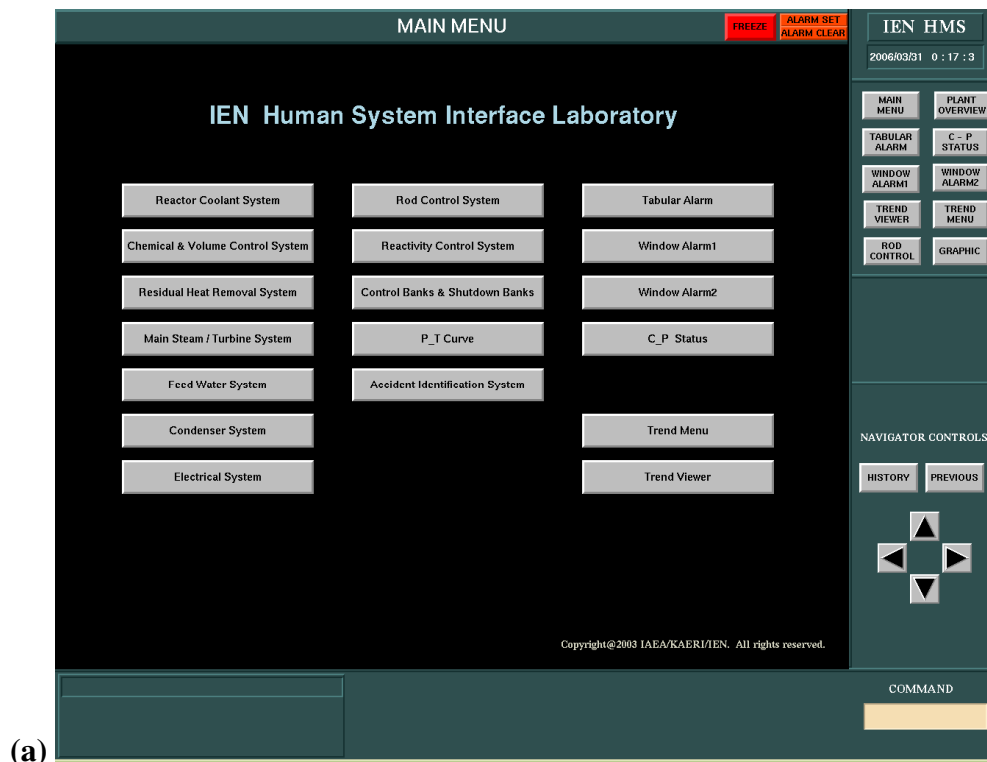 MAIN MENU
FREEZE
ALARM SET
ALARM CLEAR
IEN HMS
2006/03/31 0 : 17 : 3
IEN Human System Interface Laboratory
MAIN MENU
PLANT OVERVIEW
TABULAR ALARM
C - P STATUS
WINDOW ALARM1
WINDOW ALARM2
TREND VIEWER
TREND MENU
ROD CONTROL
GRAPHIC
Reactor Coolant System
Rod Control System
Tabular Alarm
Chemical & Volume Control System
Reactivity Control System
Window Alarm1
Residual Heat Removal System
Control Banks & Shutdown Banks
Window Alarm2
Main Steam / Turbine System
P_T Curve
C_P Status
Feed Water System
Accident Identification System
Condenser System
Trend Menu
Electrical System
Trend Viewer
NAVIGATOR CONTROLS
HISTORY
PREVIOUS
Copyright@2003 IAEA/KAERI/IEN. All rights reserved.
COMMAND
(a)